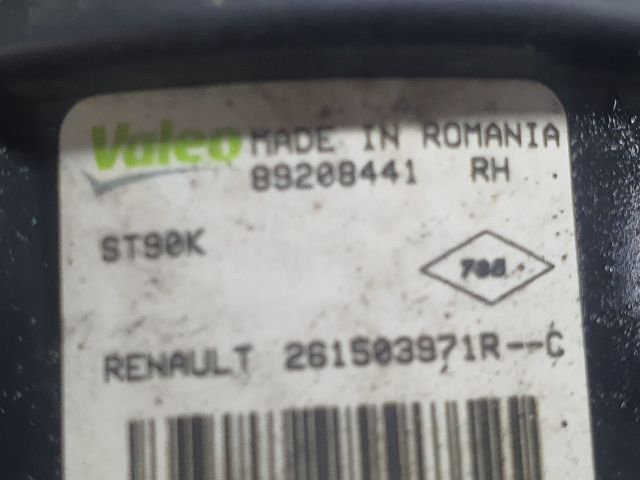 Valeo MADE IN ROMANIA
89208441 RH
ST90K
RENAULT 261503971R--C